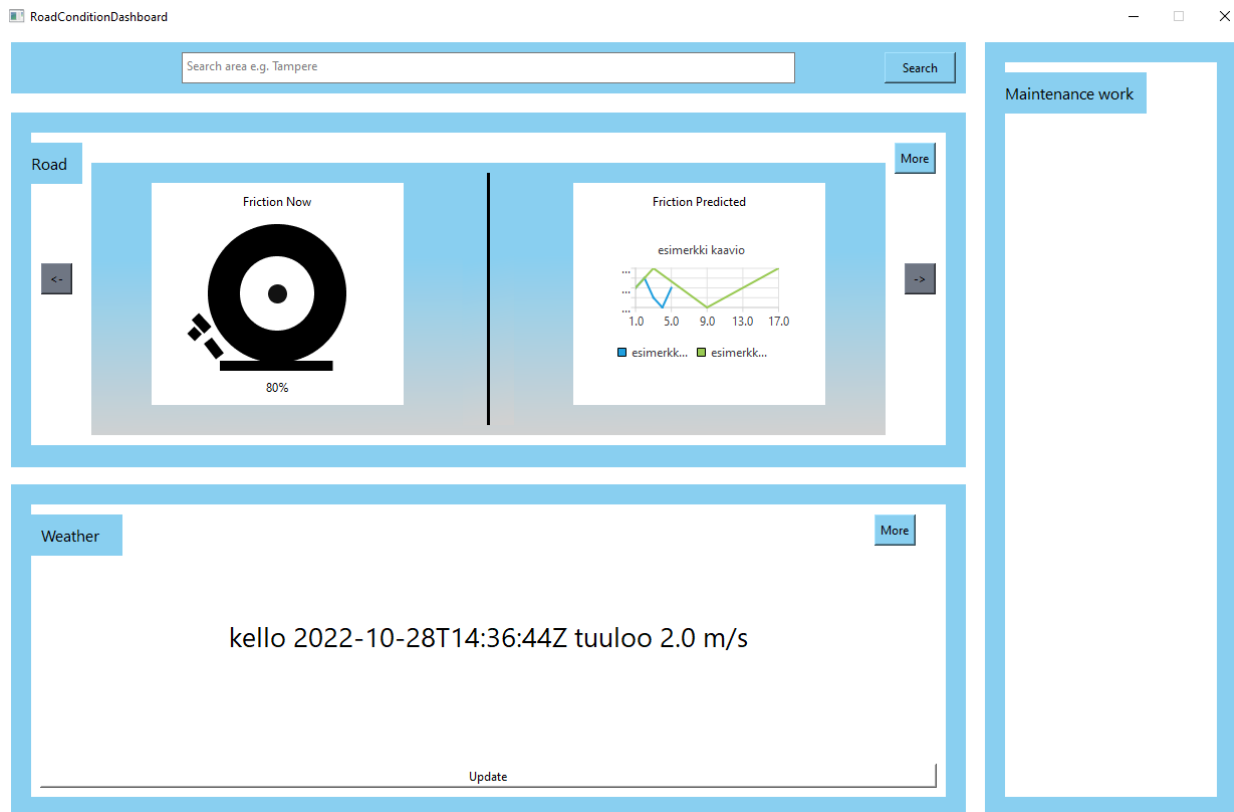 RoadConditionDashboard
Search area e.g. Tampere
Search
Maintenance work
Road
More
Friction Now
Friction Predicted
esimerkki kaavio
<-
->
...
...
...
1.0 5.0 9.0 13.0 17.0
esimerkk... esimerkk...
80%
Weather
More
kello 2022-10-28T14:36:44Z tuuloo 2.0 m/s
Update